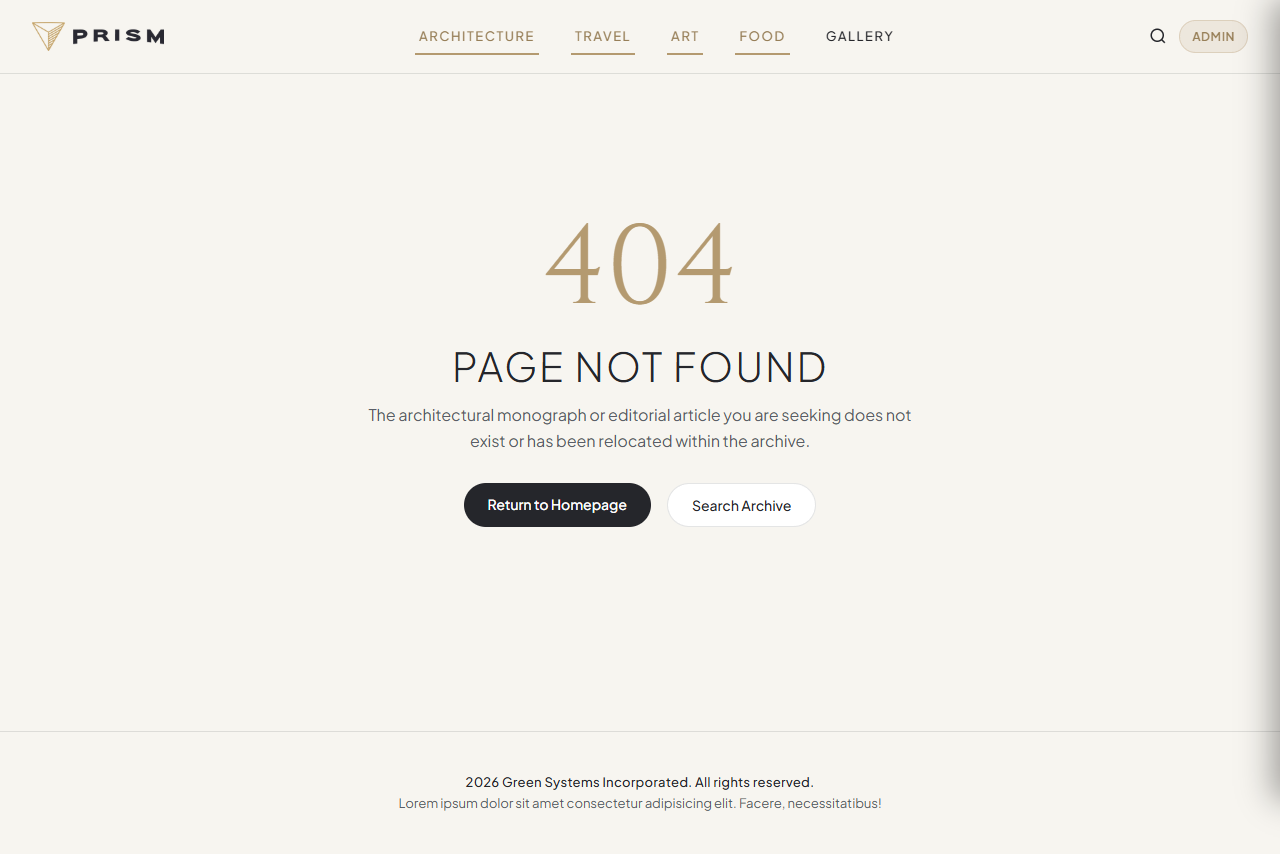 PRISM
ARCHITECTURE
TRAVEL
ART
FOOD
GALLERY
ADMIN
404
PAGE NOT FOUND
The architectural monograph or editorial article you are seeking does not
exist or has been relocated within the archive.
Return to Homepage
Search Archive
2026 Green Systems Incorporated. All rights reserved.
Lorem ipsum dolor sit amet consectetur adipisicing elit. Facere, necessitatibus!